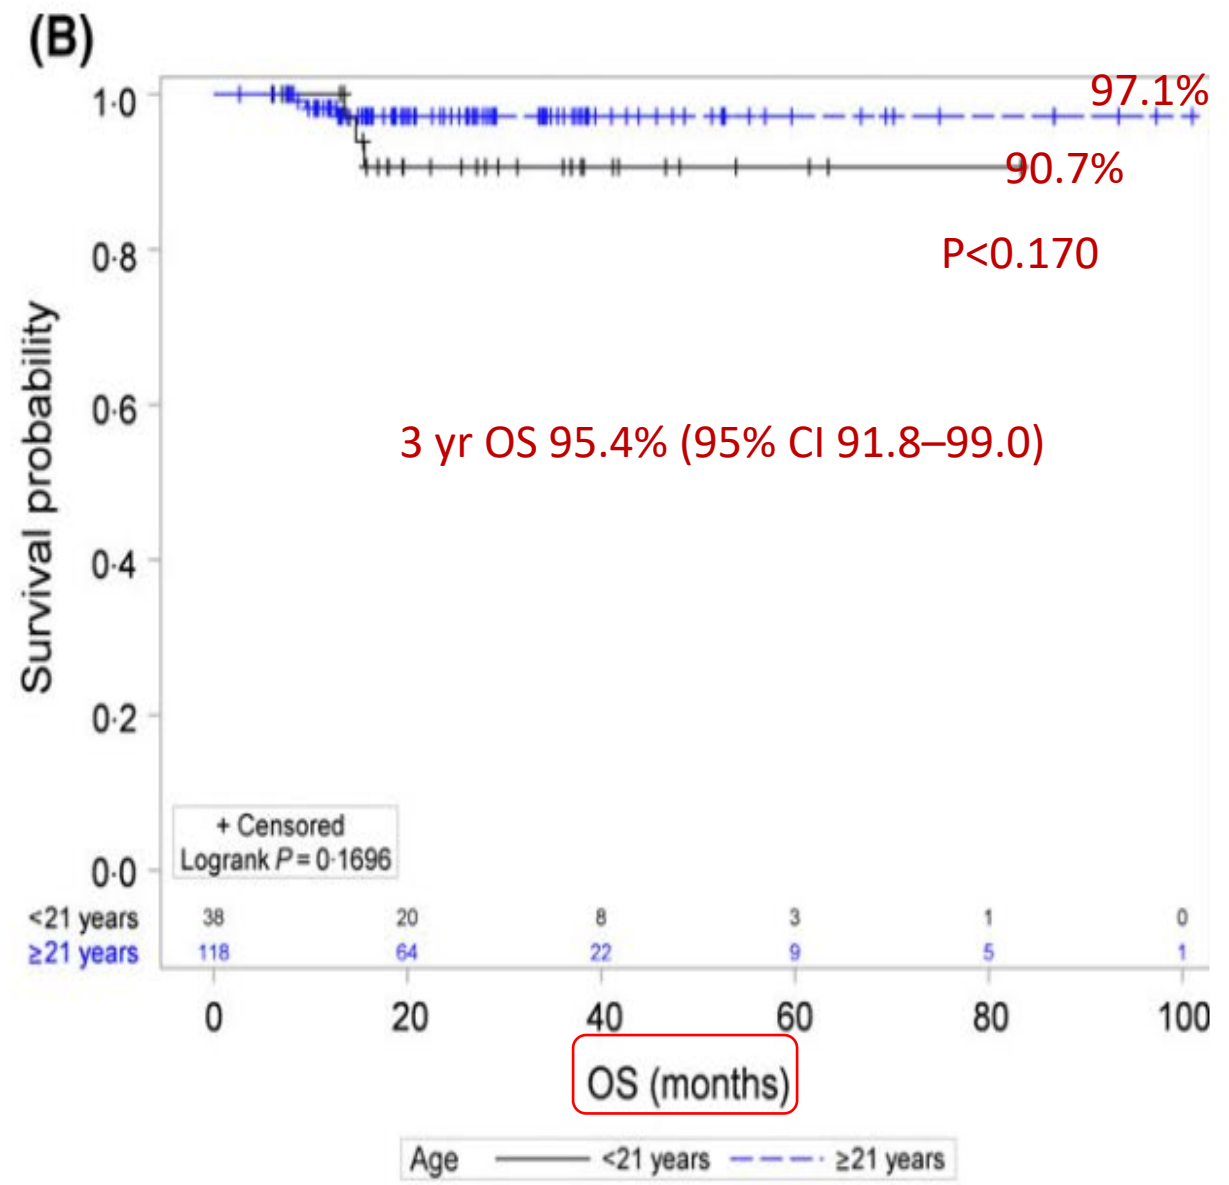 (B)
97.1%
90.7%
P<0.170
3 yr OS 95.4% (95% CI 91.8–99.0)
Survival probability
1·0
0·8
0·6
0·4
0·2
0·0
+ Censored
Logrank P = 0·1696
<21 years 38 20 8 3 1 0
≥21 years 118 64 22 9 5 1
0 20 40 60 80 100
OS (months)
Age <21 years ≥21 years